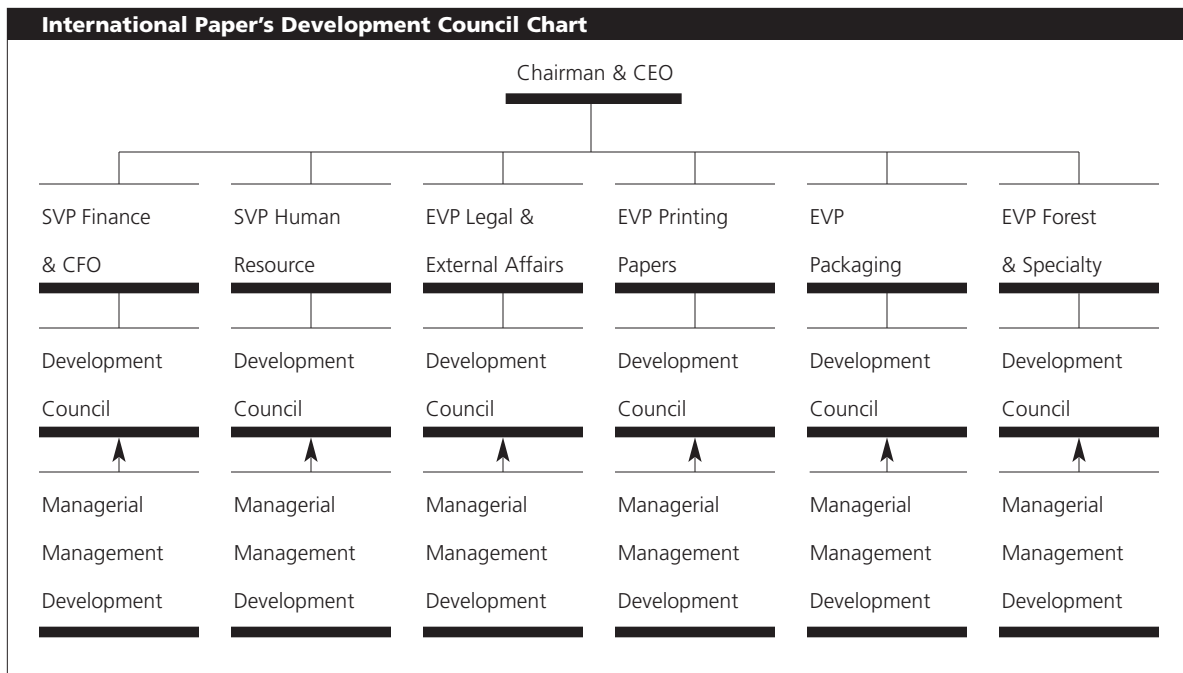 International Paper's Development Council Chart
Chairman & CEO
SVP Finance
& CFO
SVP Human
Resource
EVP Legal &
External Affairs
EVP Printing
Papers
EVP
Packaging
EVP Forest
& Specialty
Development
Council
Development
Council
Development
Council
Development
Council
Development
Council
Development
Council
Managerial
Management
Development
Managerial
Management
Development
Managerial
Management
Development
Managerial
Management
Development
Managerial
Management
Development
Managerial
Management
Development